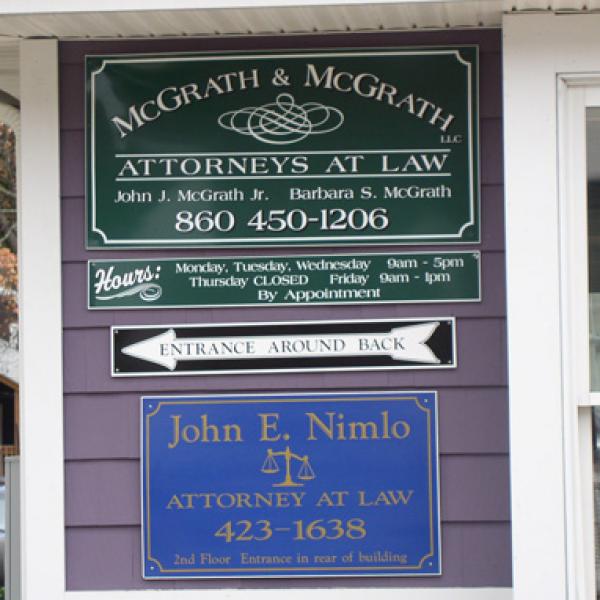 McGRATH & McGRATH
LLC
ATTORNEYS AT LAW
John J. McGrath Jr. Barbara S. McGrath
860 450-1206
Hours: Monday, Tuesday, Wednesday 9am - 5pm
Thursday CLOSED Friday 9am - 1pm
By Appointment
ENTRANCE AROUND BACK
John E. Nimlo
ATTORNEY AT LAW
423-1638
2nd Floor Entrance in rear of building